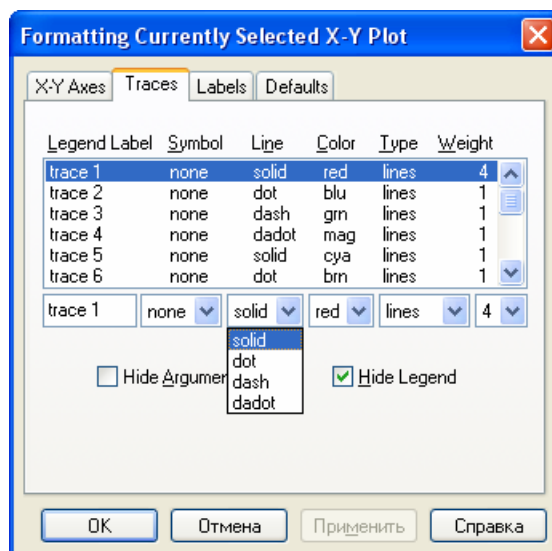 Formatting Currently Selected X-Y Plot
X-Y Axes Traces Labels Defaults
Legend Label Symbol Line Color Type Weight
trace 1 none solid red lines 4
trace 2 none dot blu lines 1
trace 3 none dash grn lines 1
trace 4 none dadot mag lines 1
trace 5 none solid cya lines 1
trace 6 none dot brn lines 1
trace 1 none solid red lines 4
solid
dot
dash
dadot
Hide Argumen Hide Legend
OK Отмена Применить Справка